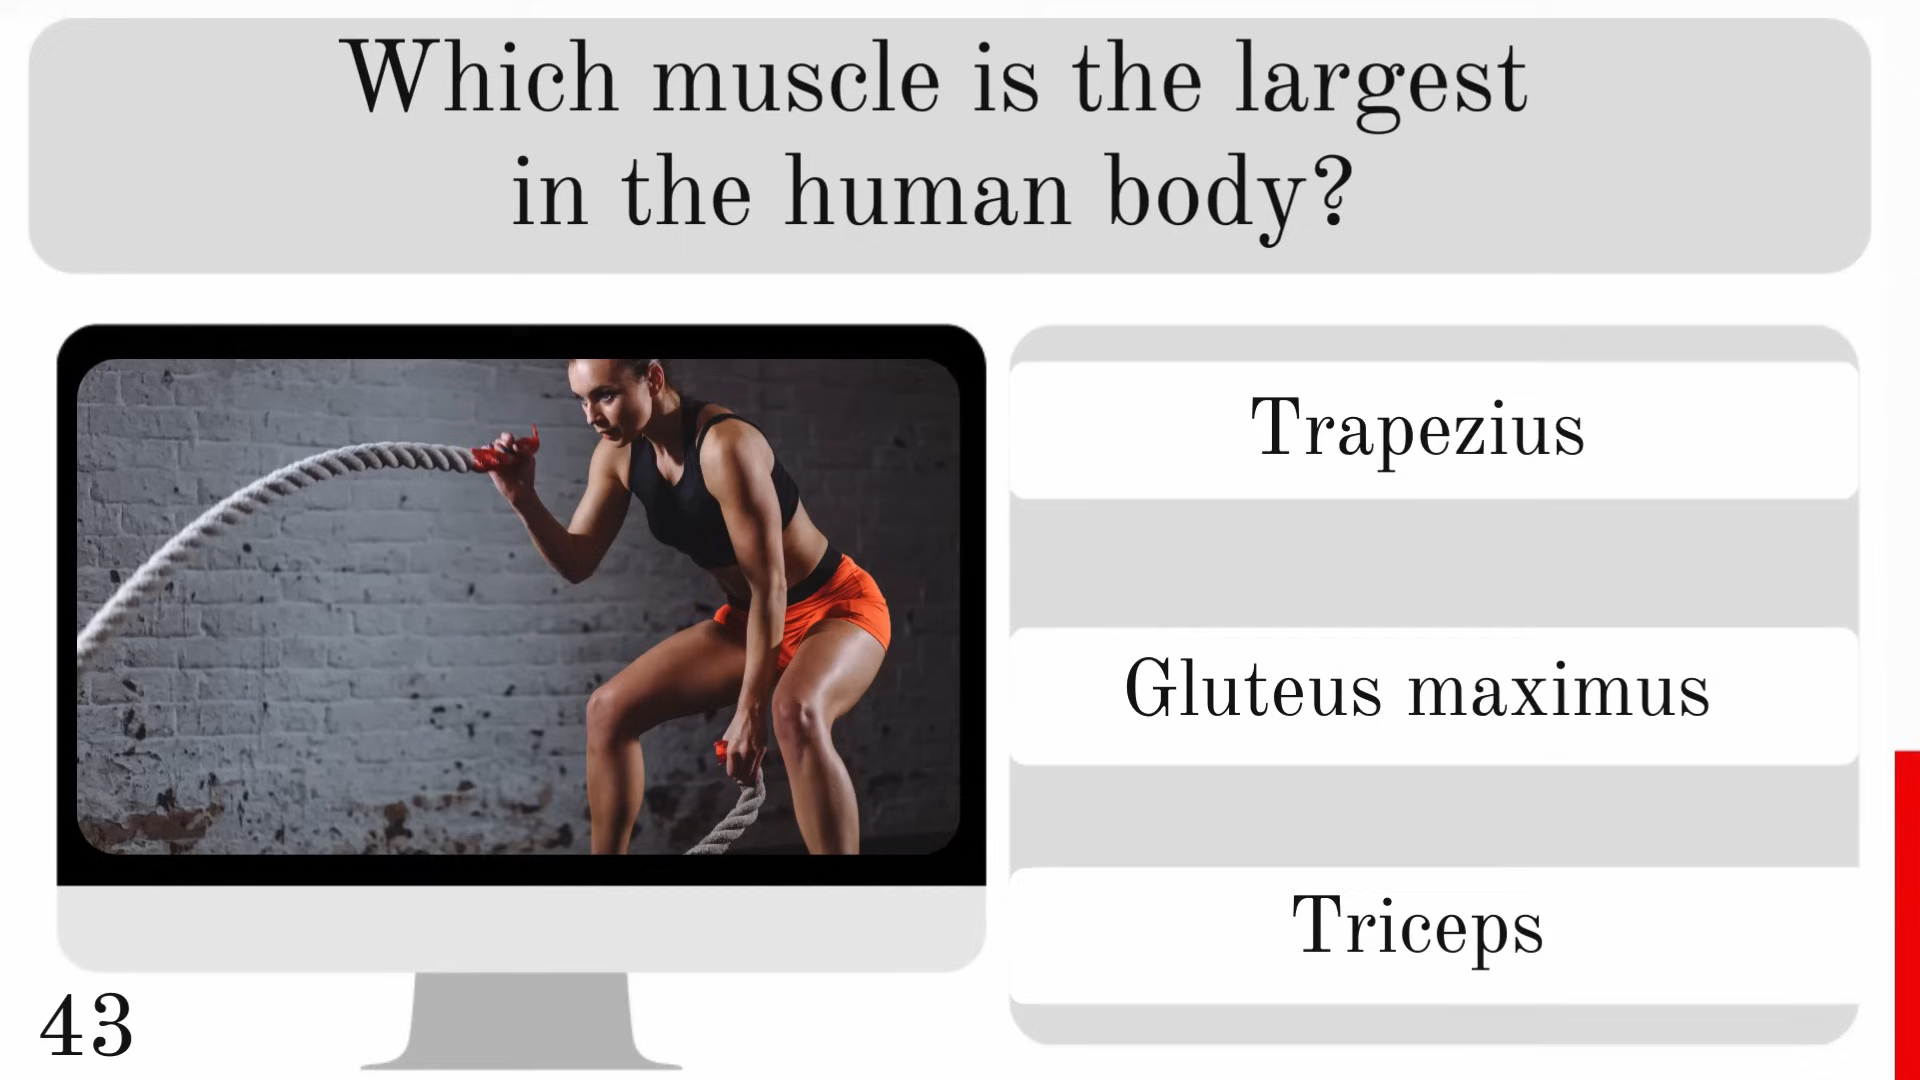 Which muscle is the largest
in the human body?
Trapezius
Gluteus maximus
Triceps
43